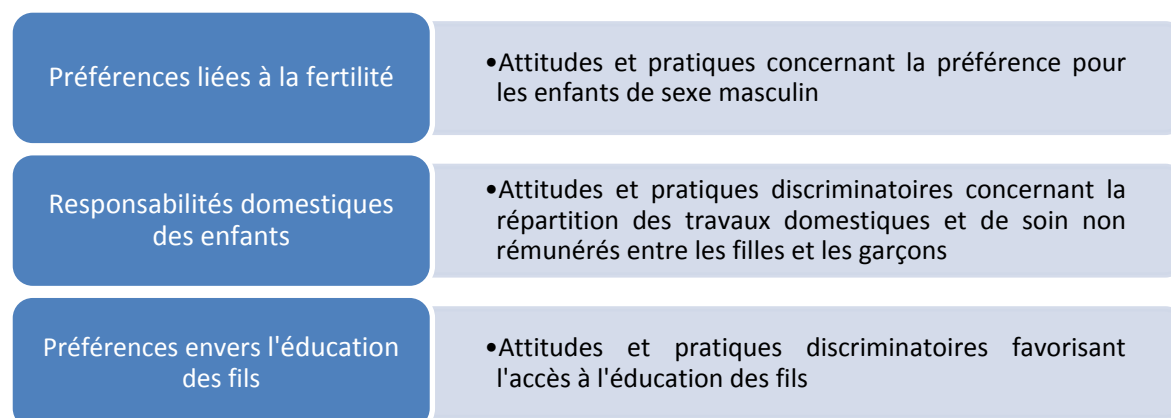 Préférences liées à la fertilité
•Attitudes et pratiques concernant la préférence pour
les enfants de sexe masculin
Responsabilités domestiques
des enfants
•Attitudes et pratiques discriminatoires concernant la
répartition des travaux domestiques et de soin non
rémunérés entre les filles et les garçons
Préférences envers l'éducation
des fils
•Attitudes et pratiques discriminatoires favorisant
l'accès à l'éducation des fils